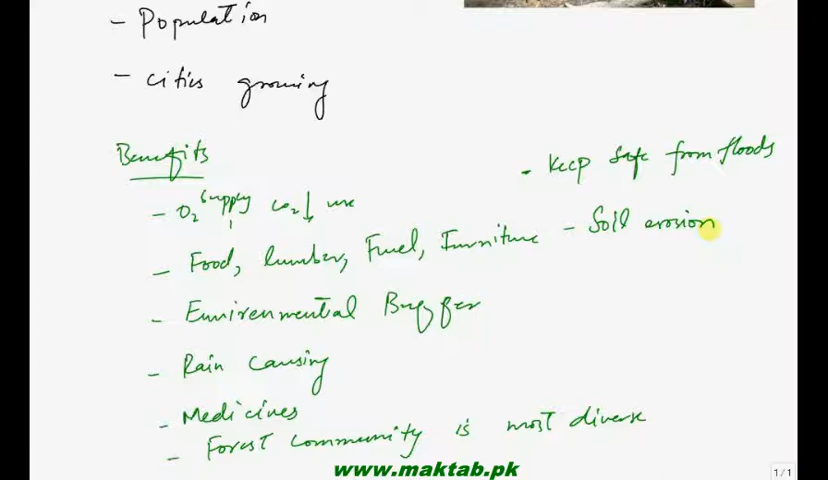 - Population
- Cities growing
Benefits
- O2 supply CO2↓ use
- Food, lumber, Fuel, Furniture
- Environmental Buffer
- Rain Causing
- Medicines
- Forest Community is most diverse
- Keep safe from floods
- Soil erosion
www.maktab.pk
1/1